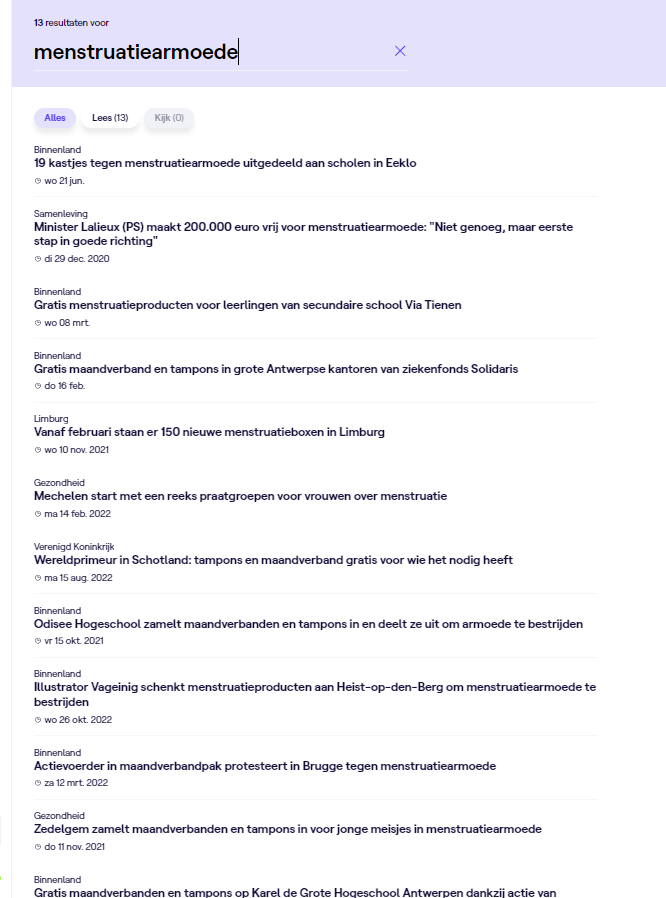 13 resultaten voor
menstruatiearmoede
Alles
Lees (13)
Kijk (0)
Binnenland
19 kastjes tegen menstruatiearmoede uitgedeeld aan scholen in Eeklo
wo 21 jun.
Samenleving
Minister Lalieux (PS) maakt 200.000 euro vrij voor menstruatiearmoede: "Niet genoeg, maar eerste
stap in goede richting"
di 29 dec. 2020
Binnenland
Gratis menstruatieproducten voor leerlingen van secundaire school Via Tienen
wo 08 mrt.
Binnenland
Gratis maandverband en tampons in grote Antwerpse kantoren van ziekenfonds Solidaris
do 16 feb.
Limburg
Vanaf februari staan er 150 nieuwe menstruatieboxen in Limburg
wo 10 nov. 2021
Gezondheid
Mechelen start met een reeks praatgroepen voor vrouwen over menstruatie
ma 14 feb. 2022
Verenigd Koninkrijk
Wereldprimeur in Schotland: tampons en maandverband gratis voor wie het nodig heeft
ma 15 aug. 2022
Binnenland
Odisee Hogeschool zamelt maandverbanden en tampons in en deelt ze uit om armoede te bestrijden
vr 15 okt. 2021
Binnenland
Illustrator Vageinig schenkt menstruatieproducten aan Heist-op-den-Berg om menstruatiearmoede te
bestrijden
wo 26 okt. 2022
Binnenland
Actievoerder in maandverbandpak protesteert in Brugge tegen menstruatiearmoede
za 12 mrt. 2022
Gezondheid
Zedelgem zamelt maandverbanden en tampons in voor jonge meisjes in menstruatiearmoede
do 11 nov. 2021
Binnenland
Gratis maandverbanden en tampons op Karel de Grote Hogeschool Antwerpen dankzij actie van